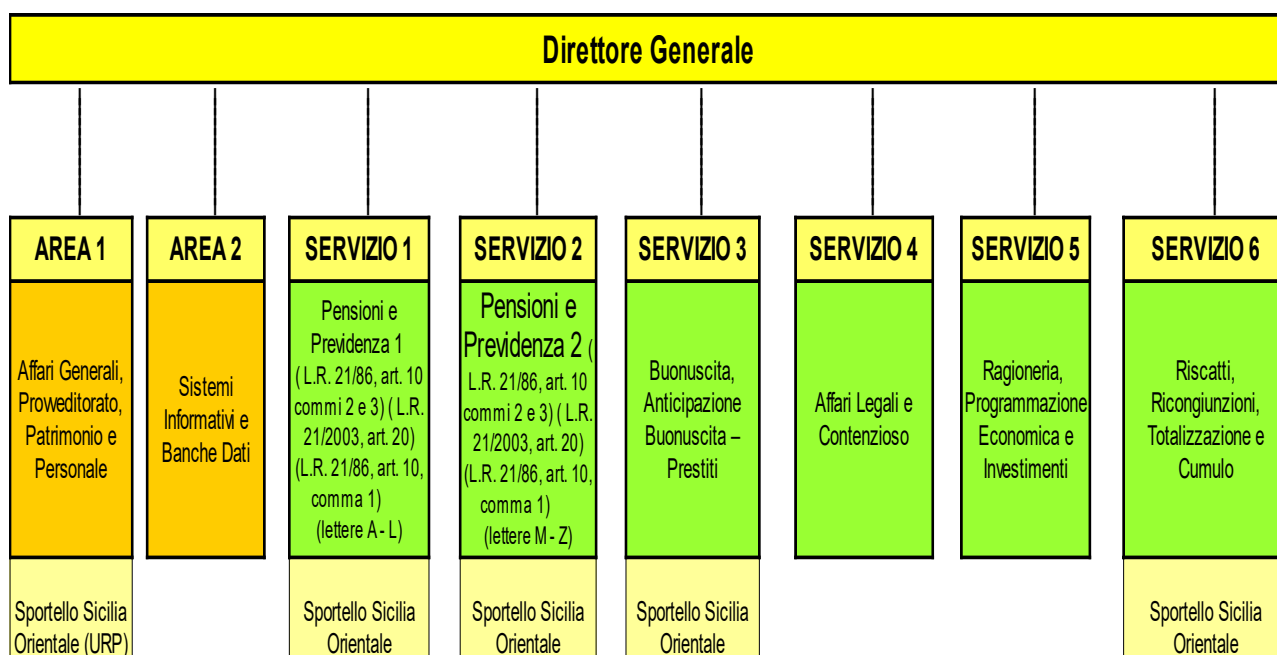 Direttore Generale
AREA 1
Affari Generali,
Proweditorato,
Patrimonio e
Personale
Sportello Sicilia
Orientale (URP)
AREA 2
Sistemi
Informativi e
Banche Dati
SERVIZIO 1
Pensioni e
Previdenza 1
( L.R. 21/86, art. 10
commi 2 e 3) ( L.R.
21/2003, art. 20)
(L.R. 21/86, art. 10,
comma 1)
(lettere A - L)
Sportello Sicilia
Orientale
SERVIZIO 2
Pensioni e
Previdenza 2 (
L.R. 21/86, art. 10
commi 2 e 3) ( L.R.
21/2003, art. 20)
(L.R. 21/86, art. 10,
comma 1)
(lettere M - Z)
Sportello Sicilia
Orientale
SERVIZIO 3
Buonuscita,
Anticipazione
Buonuscita –
Prestiti
Sportello Sicilia
Orientale
SERVIZIO 4
Affari Legali e
Contenzioso
SERVIZIO 5
Ragioneria,
Programmazione
Economica e
Investimenti
SERVIZIO 6
Riscatti,
Ricongiunzioni,
Totalizzazione e
Cumulo
Sportello Sicilia
Orientale